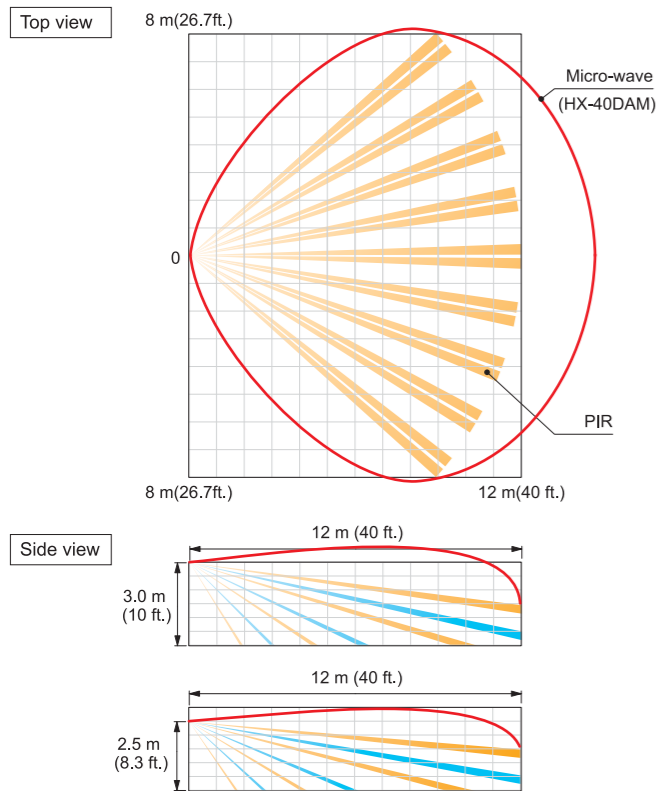 Top view
8 m(26.7ft.)
Micro-wave
(HX-40DAM)
0
PIR
8 m(26.7ft.)
12 m(40 ft.)
Side view
12 m (40 ft.)
3.0 m
(10 ft.)
12 m (40 ft.)
2.5 m
(8.3 ft.)